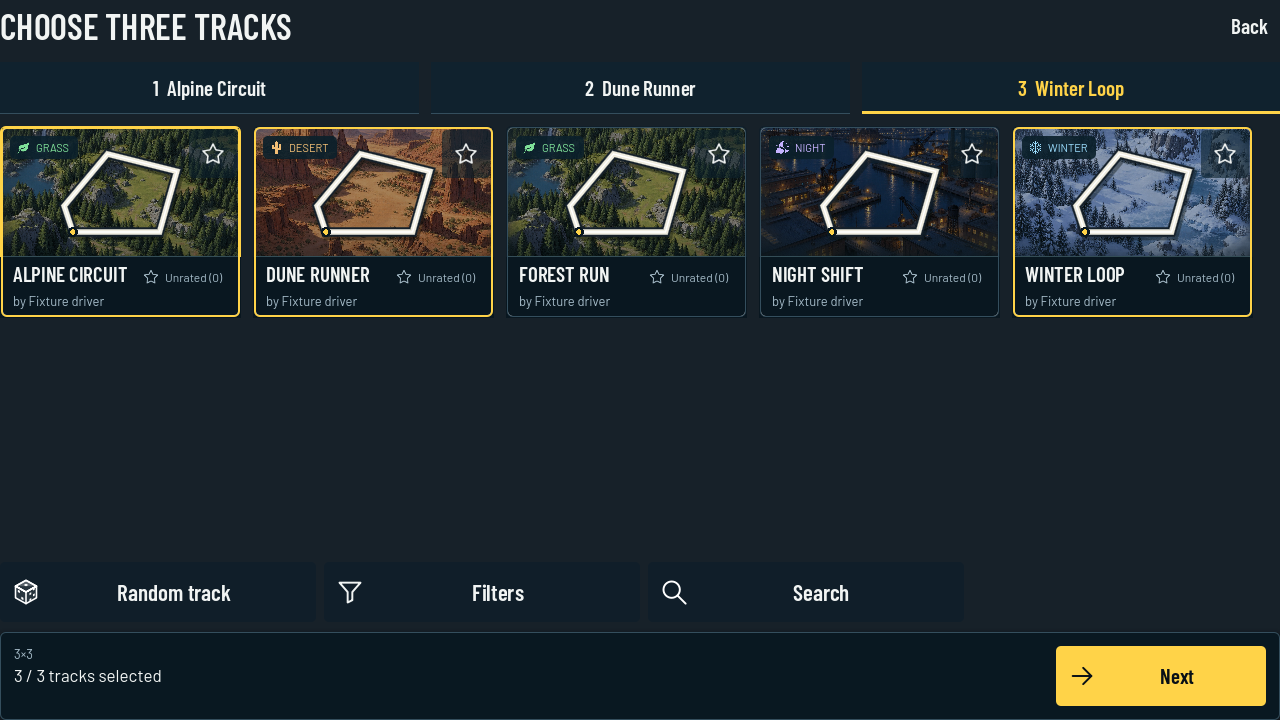 CHOOSE THREE TRACKS
Back
1 Alpine Circuit
2 Dune Runner
3 Winter Loop
GRASS
DESERT
GRASS
NIGHT
WINTER
ALPINE CIRCUIT
Unrated (0)
by Fixture driver
DUNE RUNNER
Unrated (0)
by Fixture driver
FOREST RUN
Unrated (0)
by Fixture driver
NIGHT SHIFT
Unrated (0)
by Fixture driver
WINTER LOOP
Unrated (0)
by Fixture driver
Random track
Filters
Search
3×3
3 / 3 tracks selected
Next